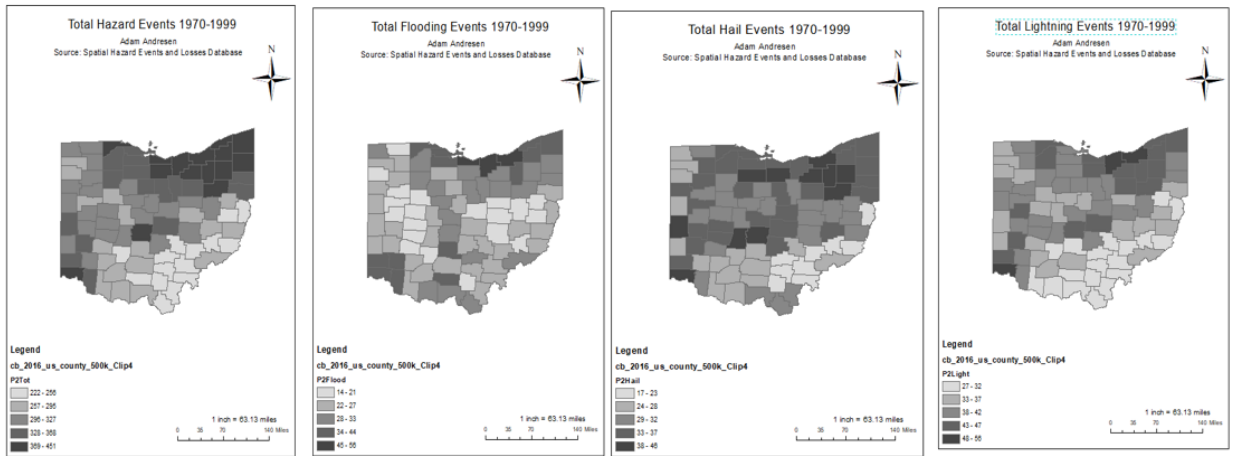 Total Hazard Events 1970-1999
Adam Andresen
Source: Spatial Hazard Events and Losses Database
N
Legend
cb_2016_us_county_500k_Clip4
P2Tot
222 - 256
257 - 295
296 - 327
328 - 368
369 - 451
1 inch = 63.13 miles
0 35 70 140 Miles
Total Flooding Events 1970-1999
Adam Andresen
Source: Spatial Hazard Events and Losses Database
N
Legend
cb_2016_us_county_500k_Clip4
P2Flood
14 - 21
22 - 27
28 - 33
34 - 44
45 - 56
1 inch = 63.13 miles
0 35 70 140 Miles
Total Hail Events 1970-1999
Adam Andresen
Source: Spatial Hazard Events and Losses Database
N
Legend
cb_2016_us_county_500k_Clip4
P2Hail
17 - 23
24 - 28
29 - 32
33 - 37
38 - 46
1 inch = 63.13 miles
0 35 70 140 Miles
Total Lightning Events 1970-1999
Adam Andresen
Source: Spatial Hazard Events and Losses Database
N
Legend
cb_2016_us_county_500k_Clip4
P2Light
27 - 32
33 - 37
38 - 42
43 - 47
48 - 56
1 inch = 63.13 miles
0 35 70 140 Miles